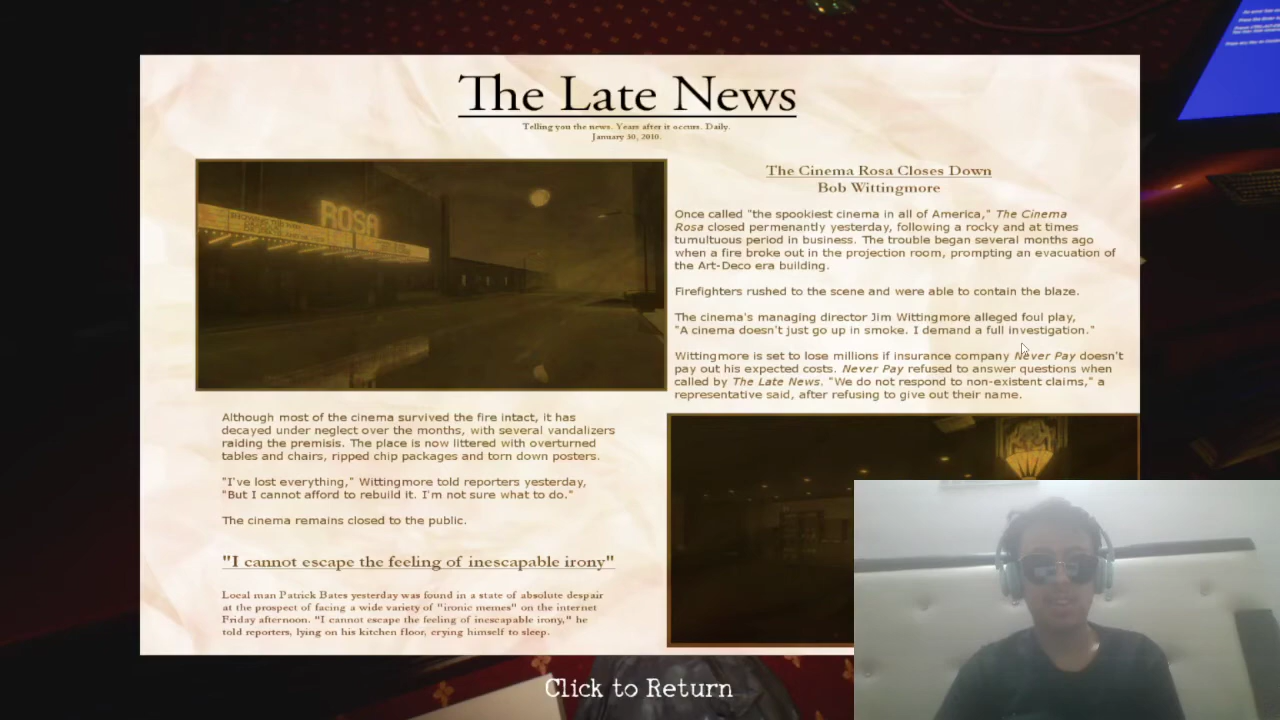 The Late News
Telling you the news. Years after it occurs. Daily.
January 30, 2010.
ROSA
The Cinema Rosa Closes Down
Bob Wittingmore
Once called "the spookiest cinema in all of America," The Cinema
Rosa closed permenantly yesterday, following a rocky and at times
tumultuous period in business. The trouble began several months ago
when a fire broke out in the projection room, prompting an evacuation of
the Art-Deco era building.
Firefighters rushed to the scene and were able to contain the blaze.
The cinema's managing director Jim Wittingmore alleged foul play,
"A cinema doesn't just go up in smoke. I demand a full investigation."
Wittingmore is set to lose millions if insurance company Never Pay doesn't
pay out his expected costs. Never Pay refused to answer questions when
called by The Late News. "We do not respond to non-existent claims," a
representative said, after refusing to give out their name.
Although most of the cinema survived the fire intact, it has
decayed under neglect over the months, with several vandalizers
raiding the premisis. The place is now littered with overturned
tables and chairs, ripped chip packages and torn down posters.
"I've lost everything," Wittingmore told reporters yesterday,
"But I cannot afford to rebuild it. I'm not sure what to do."
The cinema remains closed to the public.
"I cannot escape the feeling of inescapable irony"
Local man Patrick Bates yesterday was found in a state of absolute despair
at the prospect of facing a wide variety of "ironic memes" on the internet
Friday afternoon. "I cannot escape the feeling of inescapable irony," he
told reporters, lying on his kitchen floor, crying himself to sleep.
Click to Return